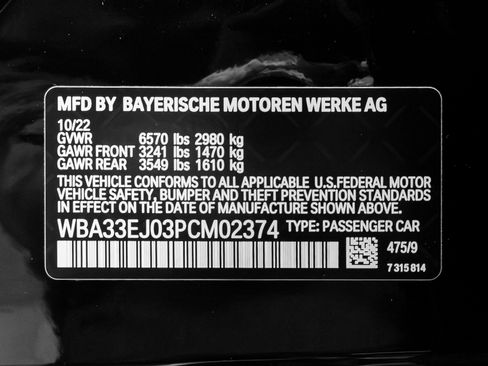 MFD BY BAYERISCHE MOTOREN WERKE AG
10/22
GVWR 6570 lbs 2980 kg
GAWR FRONT 3241 lbs 1470 kg
GAWR REAR 3549 lbs 1610 kg
THIS VEHICLE CONFORMS TO ALL APPLICABLE U.S.FEDERAL MOTOR
VEHICLE SAFETY, BUMPER AND THEFT PREVENTION STANDARDS
IN EFFECT ON THE DATE OF MANUFACTURE SHOWN ABOVE.
WBA33EJ03PCM02374 TYPE: PASSENGER CAR
475/9
7 315 814